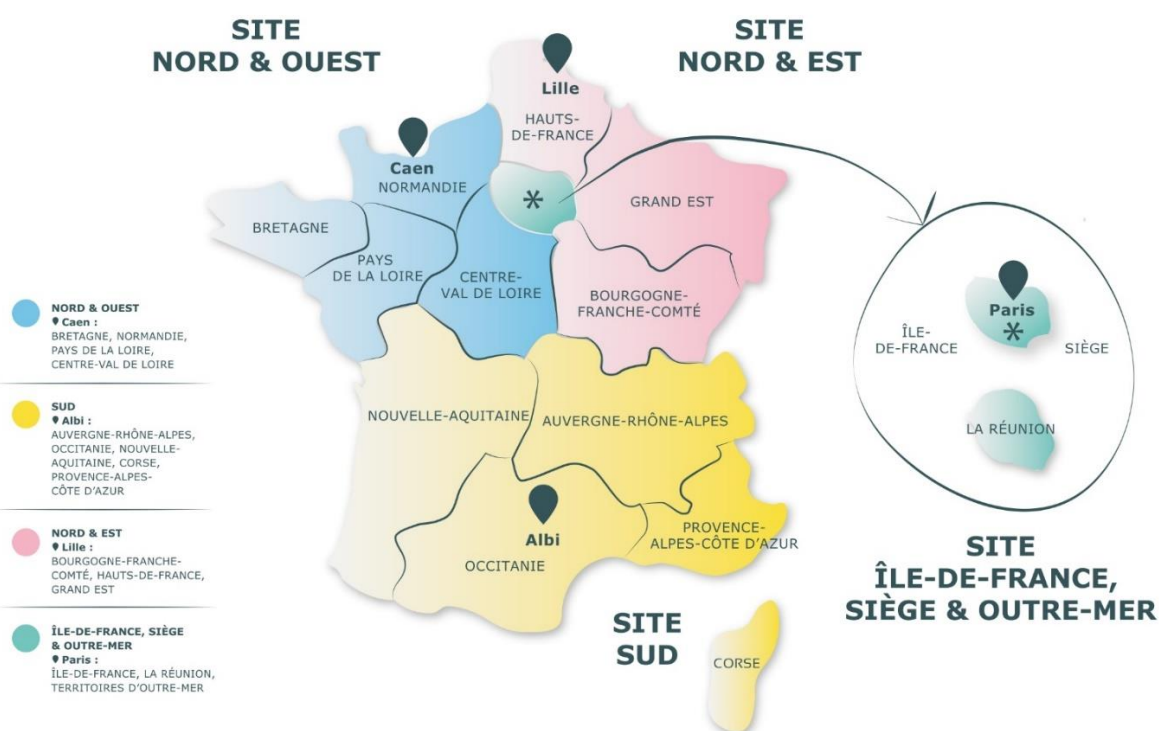 SITE
NORD & OUEST
SITE
NORD & EST
Lille
HAUTS-
DE-FRANCE
Caen
NORMANDIE
*
GRAND EST
BRETAGNE
PAYS
DE LA LOIRE
CENTRE-
VAL DE LOIRE
BOURGOGNE-
FRANCHE-COMTÉ
NOUVELLE-AQUITAINE
AUVERGNE-RHÔNE-ALPES
Albi
OCCITANIE
PROVENCE-
ALPES-CÔTE D'AZUR
SITE
SUD
CORSE
Paris
*
ÎLE-
DE-FRANCE
SIÈGE
LA RÉUNION
SITE
ÎLE-DE-FRANCE,
SIÈGE & OUTRE-MER
NORD & OUEST
Caen :
BRETAGNE, NORMANDIE,
PAYS DE LA LOIRE,
CENTRE-VAL DE LOIRE
SUD
Albi :
AUVERGNE-RHÔNE-ALPES,
OCCITANIE, NOUVELLE-
AQUITAINE, CORSE,
PROVENCE-ALPES-
CÔTE D'AZUR
NORD & EST
Lille :
BOURGOGNE-FRANCHE-
COMTÉ, HAUTS-DE-FRANCE,
GRAND EST
ÎLE-DE-FRANCE, SIÈGE
& OUTRE-MER
Paris :
ÎLE-DE-FRANCE, LA RÉUNION,
TERRITOIRES D'OUTRE-MER